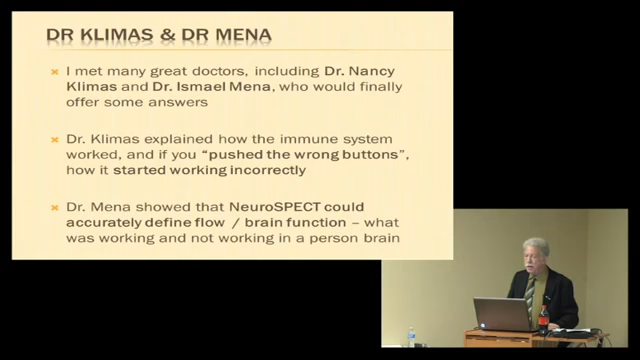 DR KLIMAS & DR MENA
I met many great doctors, including Dr. Nancy
Klimas and Dr. Ismael Mena, who would finally
offer some answers
Dr. Klimas explained how the immune system
worked, and if you “pushed the wrong buttons”,
how it started working incorrectly
Dr. Mena showed that NeuroSPECT could
accurately define flow / brain function – what
was working and not working in a person brain